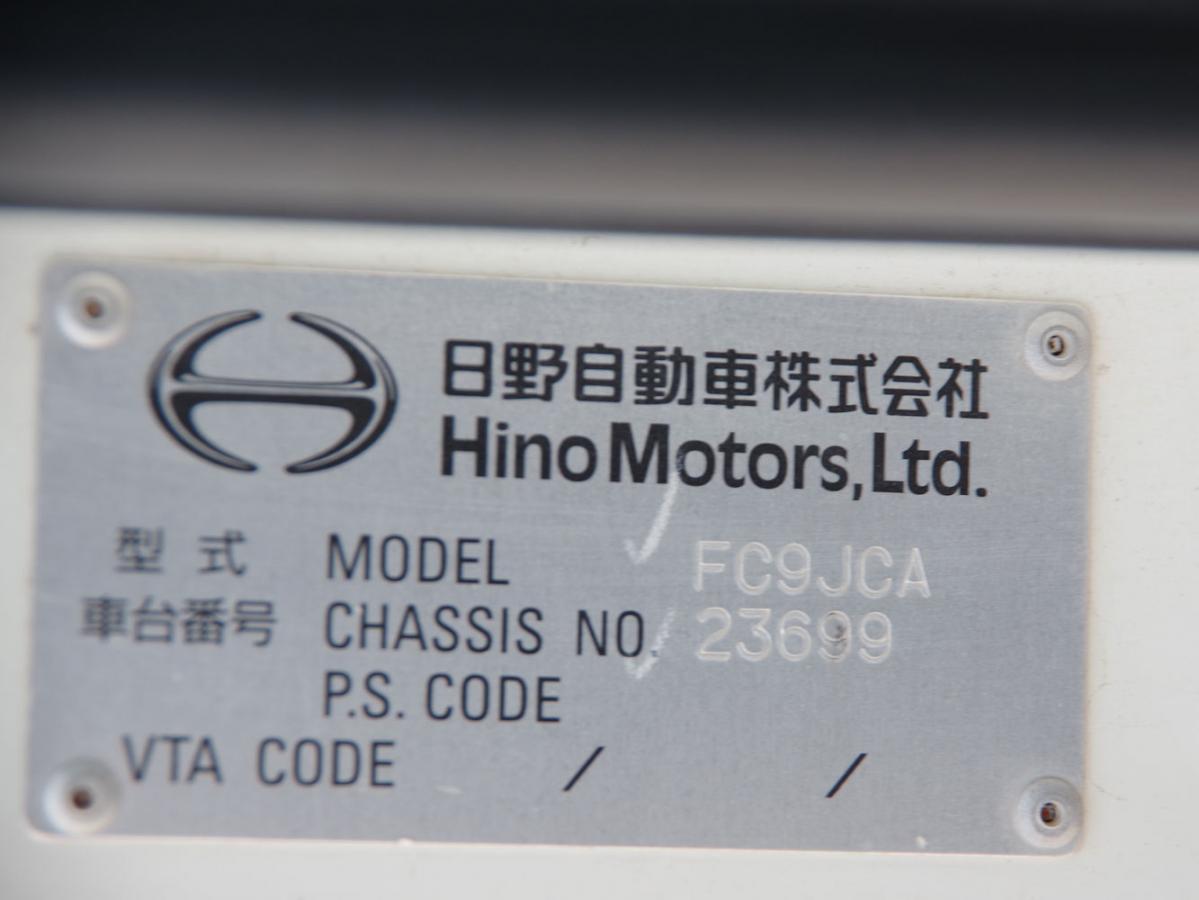 日野自動車株式会社
Hino Motors, Ltd.
型式 MODEL FC9JCA
車台番号 CHASSIS NO. 23699
P.S. CODE
VTA CODE / /